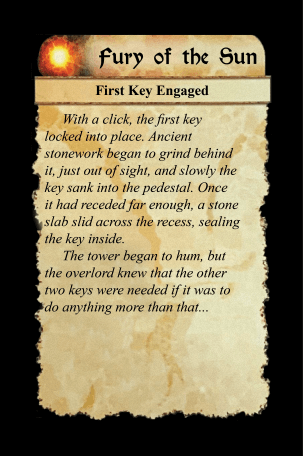 Fury of the Sun
First Key Engaged
With a click, the first key
locked into place. Ancient
stonework began to grind behind
it, just out of sight, and slowly the
key sank into the pedestal. Once
it had receded far enough, a stone
slab slid across the recess, sealing
the key inside.
The tower began to hum, but
the overlord knew that the other
two keys were needed if it was to
do anything more than that...